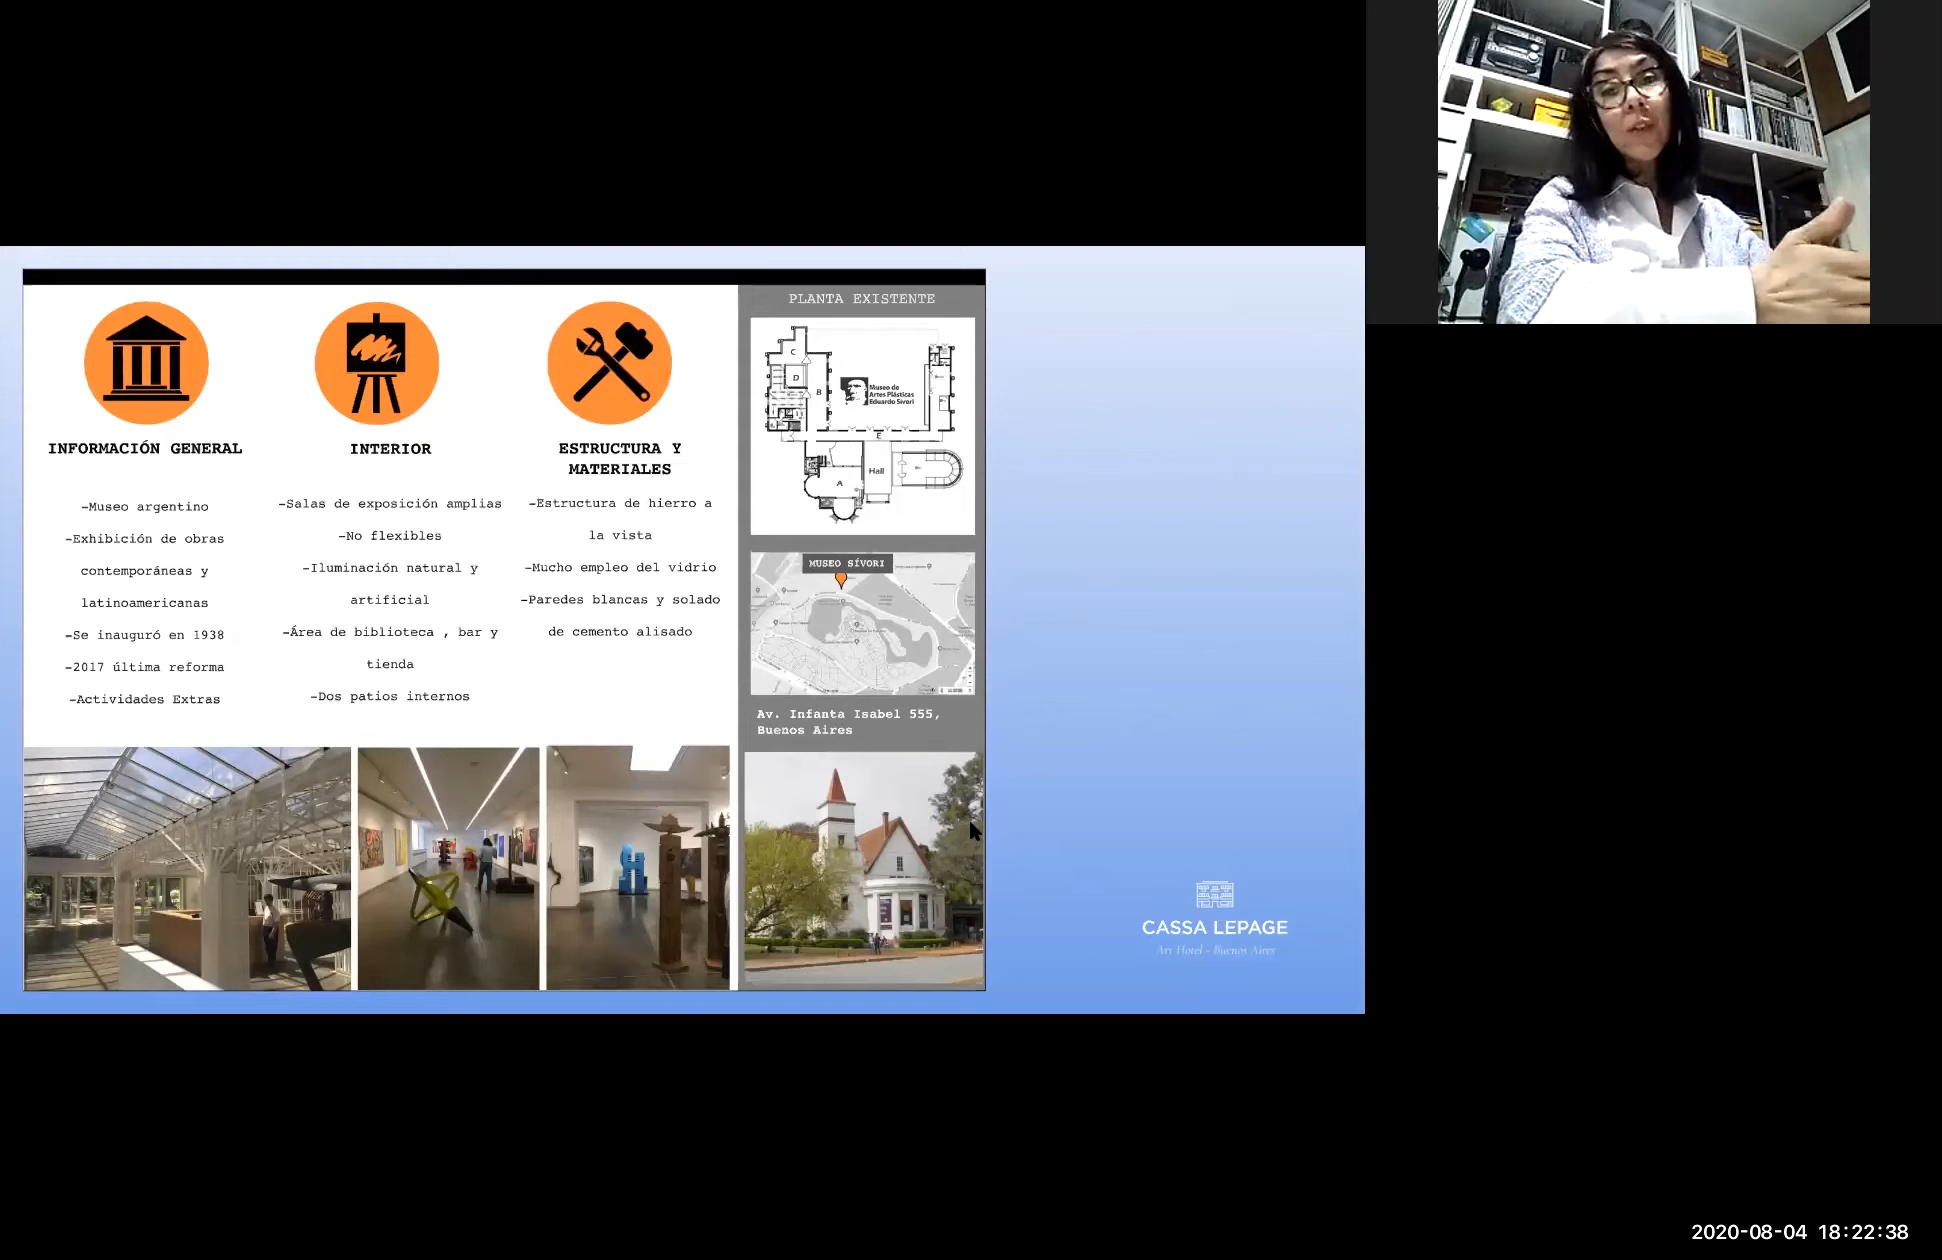 INFORMACIÓN GENERAL
-Museo argentino
-Exhibición de obras
contemporáneas y
latinoamericanas
-Se inauguró en 1938
-2017 última reforma
-Actividades Extras
INTERIOR
-Salas de exposición amplias
-No flexibles
-Iluminación natural y
artificial
-Área de biblioteca , bar y
tienda
-Dos patios internos
ESTRUCTURA Y
MATERIALES
-Estructura de hierro a
la vista
-Mucho empleo del vidrio
-Paredes blancas y solado
de cemento alisado
PLANTA EXISTENTE
C
D
B
Museo de
Artes Plásticas
Eduardo Sívori
E
Hall
A
MUSEO SÍVORI
Av. Infanta Isabel 555,
Buenos Aires
CASSA LEPAGE
Art Hotel - Buenos Aires
2020-08-04 18:22:38